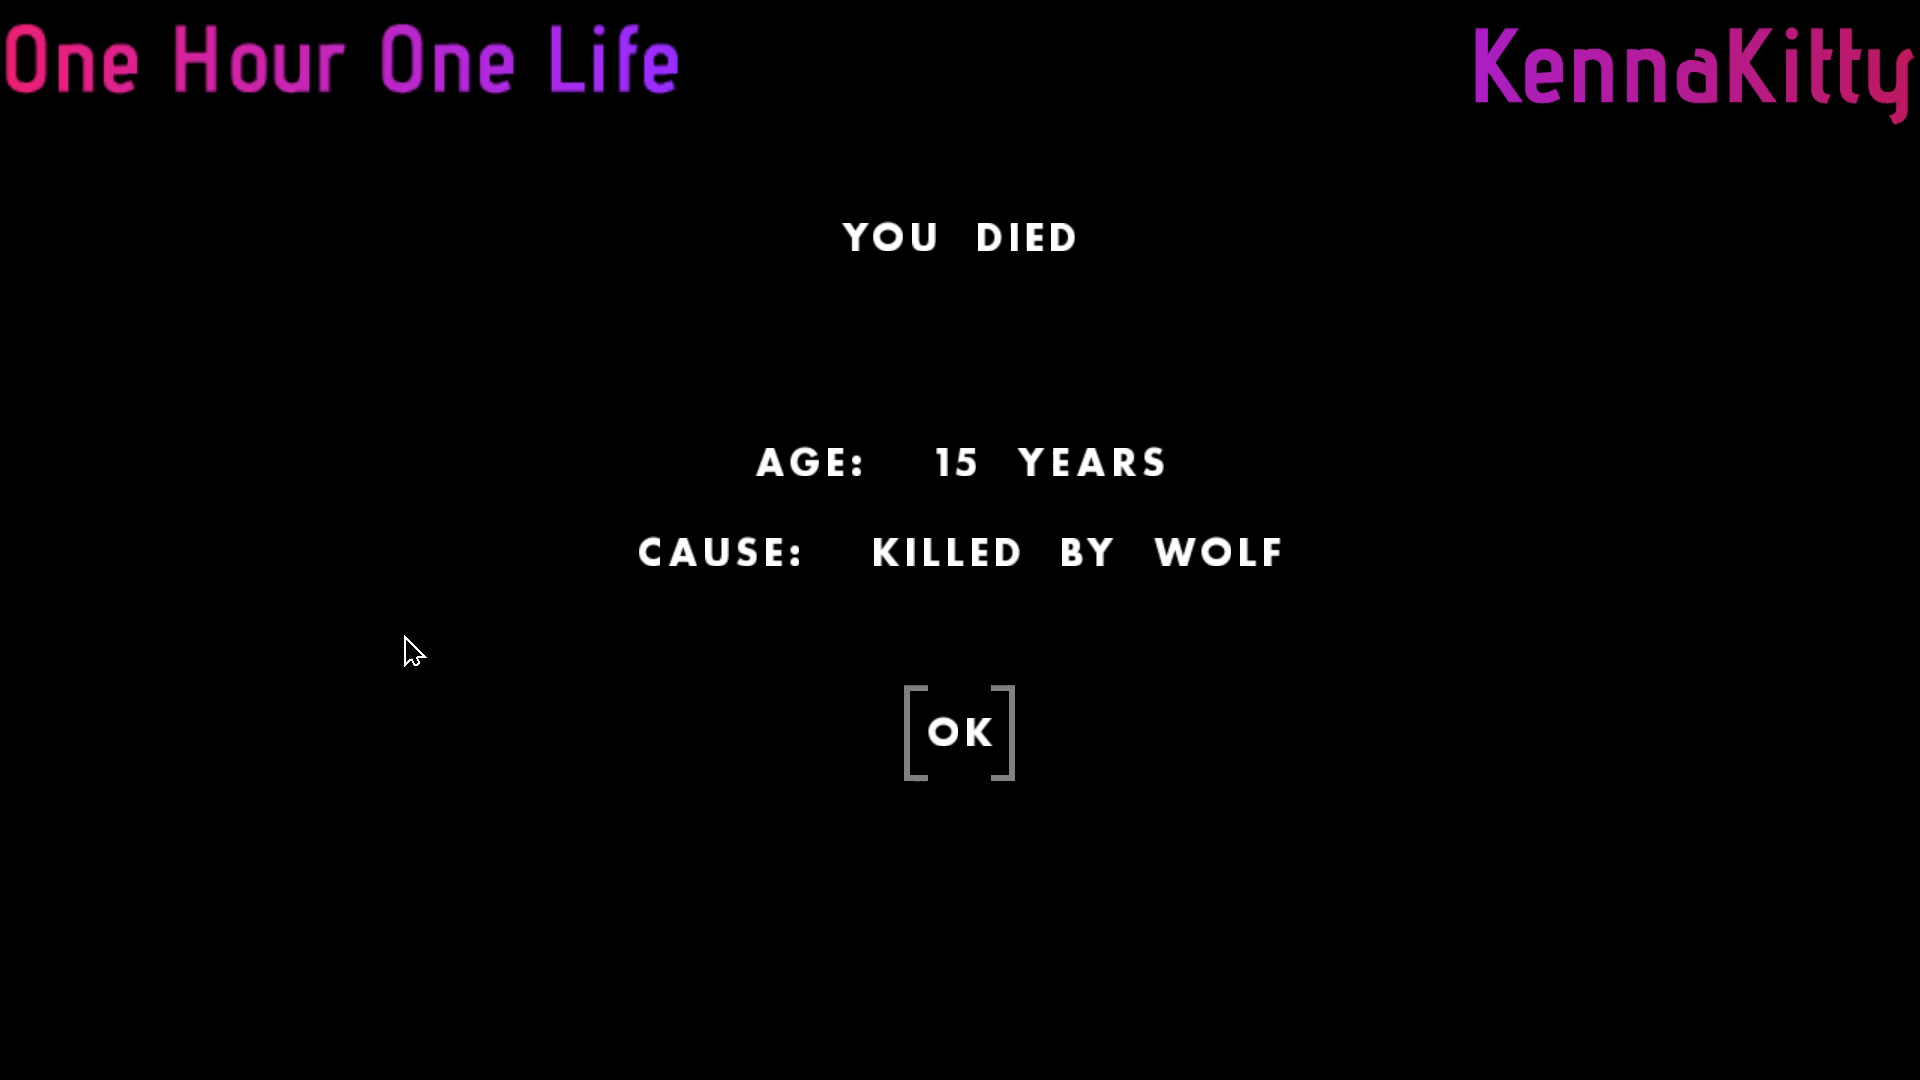 One Hour One Life
KennaKitty
YOU DIED
AGE: 15 YEARS
CAUSE: KILLED BY WOLF
[OK]